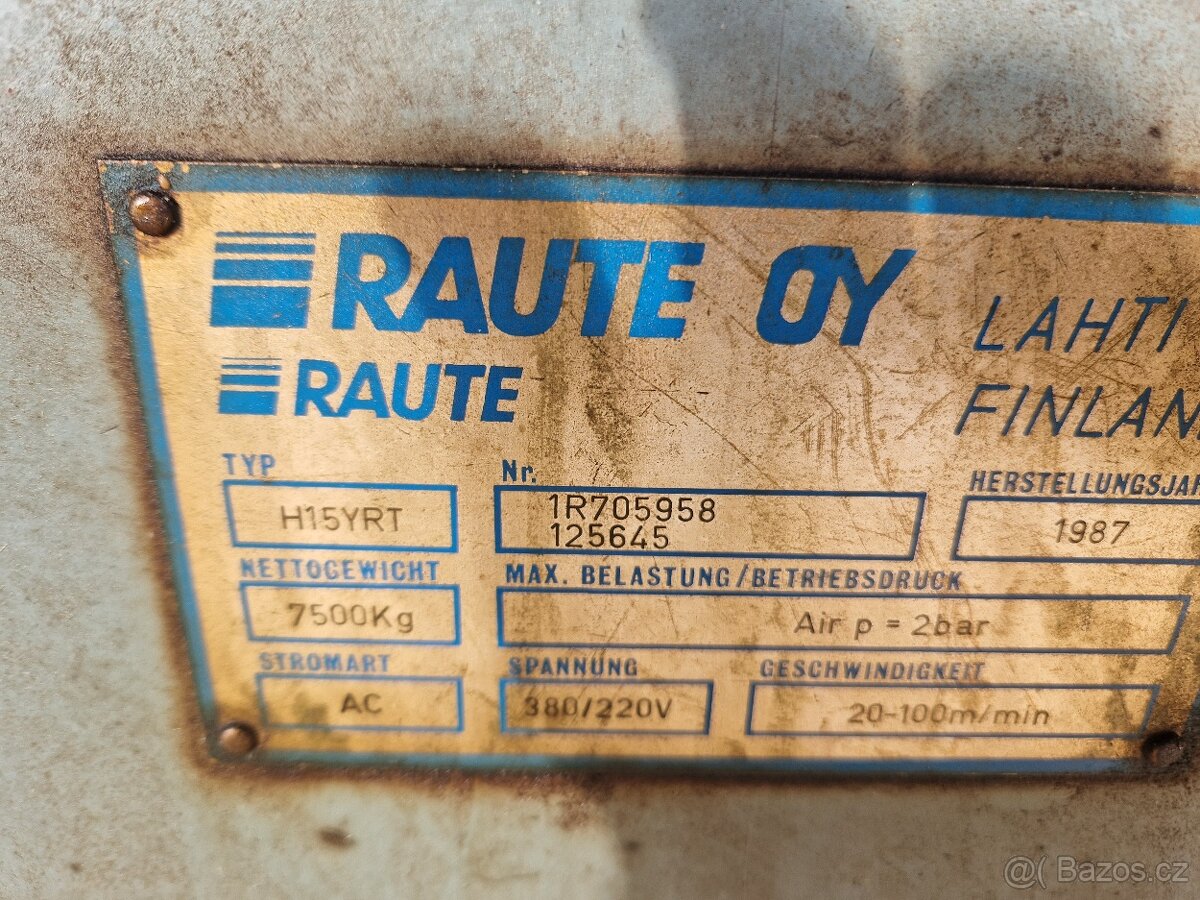 RAUTE OY
RAUTE
LAHTI
FINLAN
TYP
H15YRT
Nr.
1R705958
125645
HERSTELLUNGSJAH
1987
NETTOGEWICHT
7500Kg
MAX. BELASTUNG/BETRIEBSDRUCK
Air p = 2bar
STROMART
AC
SPANNUNG
380/220V
GESCHWINDIGKEIT
20-100m/min
@( Bazos.cz